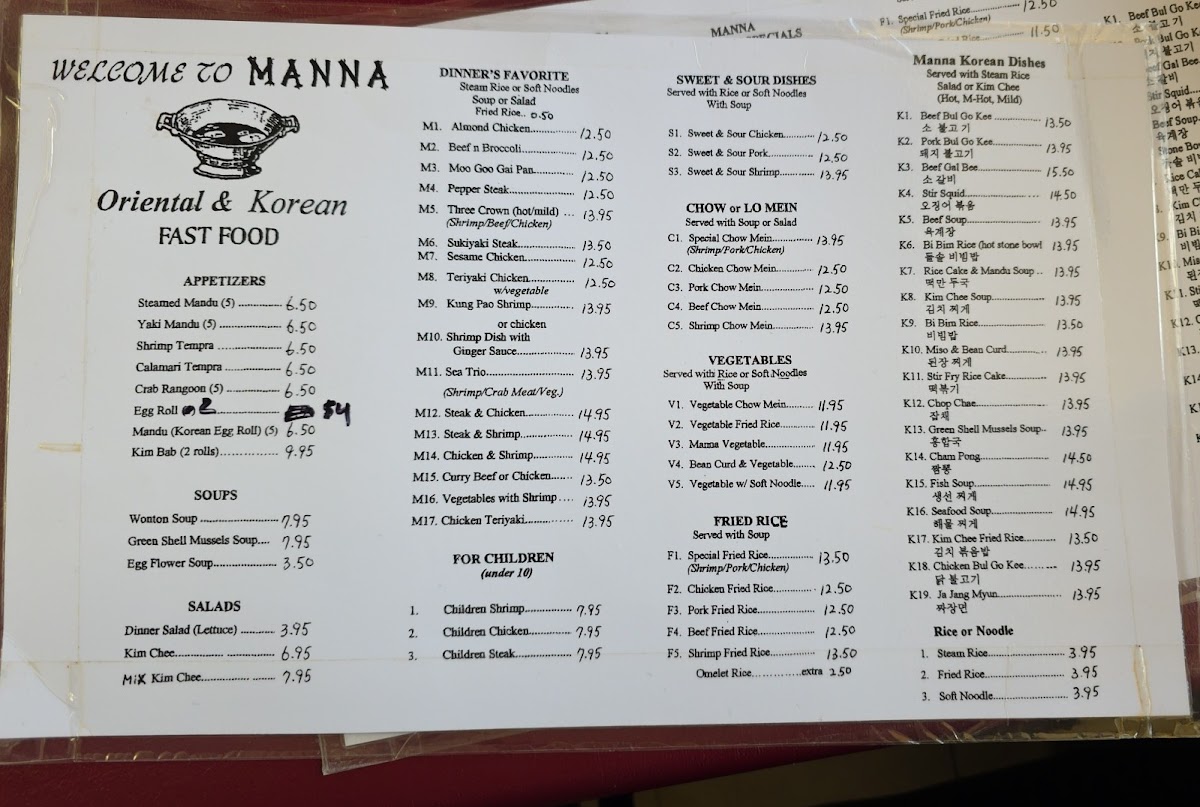 WELCOME TO MANNA
Oriental & Korean
FAST FOOD
APPETIZERS
Steamed Mandu (5) .............. 6.50
Yaki Mandu (5) .................... 6.50
Shrimp Tempra .................... 6.50
Calamari Tempra .................. 6.50
Crab Rangoon (5) ................. 6.50
Egg Roll 2 .................... $4
Mandu (Korean Egg Roll) (5) 6.50
Kim Bab (2 rolls)................. 9.95
SOUPS
Wonton Soup ........................ 7.95
Green Shell Mussels Soup.... 7.95
Egg Flower Soup................... 3.50
SALADS
Dinner Salad (Lettuce) ........... 3.95
Kim Chee........................... 6.95
MiX Kim Chee.................... 7.95
DINNER'S FAVORITE
Steam Rice or Soft Noodles
Soup or Salad
Fried Rice.. 0.50
M1. Almond Chicken................ 12.50
M2. Beef n Broccoli................. 12.50
M3. Moo Goo Gai Pan.............. 12.50
M4. Pepper Steak..................... 12.50
M5. Three Crown (hot/mild) ... 13.95
(Shrimp/Beef/Chicken)
M6. Sukiyaki Steak................... 13.50
M7. Sesame Chicken................. 12.50
M8. Teriyaki Chicken................ 12.50
w/vegetable
M9. Kung Pao Shrimp.............. 13.95
or chicken
M10. Shrimp Dish with
Ginger Sauce.................. 13.95
M11. Sea Trio.......................... 13.95
(Shrimp/Crab Meat/Veg.)
M12. Steak & Chicken............... 14.95
M13. Steak & Shrimp................ 14.95
M14. Chicken & Shrimp............ 14.95
M15. Curry Beef or Chicken...... 13.50
M16. Vegetables with Shrimp .... 13.95
M17. Chicken Teriyaki.............. 13.95
FOR CHILDREN
(under 10)
1. Children Shrimp............... 7.95
2. Children Chicken.............. 7.95
3. Children Steak.................. 7.95
SWEET & SOUR DISHES
Served with Rice or Soft Noodles
With Soup
S1. Sweet & Sour Chicken......... 12.50
S2. Sweet & Sour Pork.............. 12.50
S3. Sweet & Sour Shrimp.......... 13.95
CHOW or LO MEIN
Served with Soup or Salad
C1. Special Chow Mein............. 13.95
(Shrimp/Pork/Chicken)
C2. Chicken Chow Mein............ 12.50
C3. Pork Chow Mein................ 12.50
C4. Beef Chow Mein................ 12.50
C5. Shrimp Chow Mein............ 13.95
VEGETABLES
Served with Rice or Soft Noodles
With Soup
V1. Vegetable Chow Mein......... 11.95
V2. Vegetable Fried Rice........... 11.95
V3. Manna Vegetable................ 11.95
V4. Bean Curd & Vegetable....... 12.50
V5. Vegetable w/ Soft Noodle.... 11.95
FRIED RICE
Served with Soup
F1. Special Fried Rice.............. 13.50
(Shrimp/Pork/Chicken)
F2. Chicken Fried Rice............. 12.50
F3. Pork Fried Rice.................. 12.50
F4. Beef Fried Rice.................. 12.50
F5. Shrimp Fried Rice.............. 13.50
Omelet Rice.............extra 2.50
Manna Korean Dishes
Served with Steam Rice
Salad or Kim Chee
(Hot, M-Hot, Mild)
K1. Beef Bul Go Kee ............... 13.50
소 불고기
K2. Pork Bul Go Kee............... 13.95
돼지 불고기
K3 Beef Gal Bee..................... 15.50
소 갈비
K4. Stir Squid......................... 14.50
오징어 볶음
K5. Beef Soup......................... 13.95
육계장
K6. Bi Bim Rice (hot stone bowl 13.95
돌솥 비빔밥
K7. Rice Cake & Mandu Soup .. 13.95
떡만 두국
K8. Kim Chee Soup................. 13.95
김치 찌게
K9. Bi Bim Rice...................... 13.50
비빔밥
K10. Miso & Bean Curd........... 13.95
된장 찌게
K11. Stir Fry Rice Cake............ 13.95
떡볶기
K12. Chop Chae...................... 13.95
잡채
K13. Green Shell Mussels Soup.. 13.95
홍합국
K14. Cham Pong..................... 14.50
짬뽕
K15. Fish Soup........................ 14.95
생선 찌게
K16. Seafood Soup................... 14.95
해물 찌게
K17. Kim Chee Fried Rice........ 13.50
김치 볶음밥
K18. Chicken Bul Go Kee........ 13.95
닭 불고기
K19. Ja Jang Myun.................. 13.95
짜장면
Rice or Noodle
1. Steam Rice........................ 3.95
2. Fried Rice......................... 3.95
3. Soft Noodle....................... 3.95
MANNA
F1. Special Fried Rice.............. 12.50
(Shrimp/Pork/Chicken)
11.50
K1. Beef Bul Go Ke
소 불고기